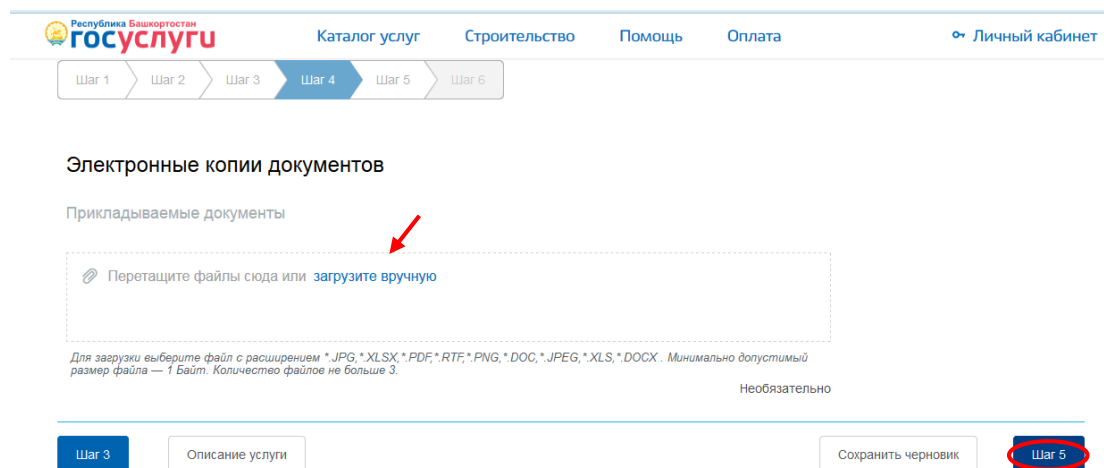 Республика Башкортостан
госуслуги
Каталог услуг Строительство Помощь Оплата Личный кабинет
Шаг 1 Шаг 2 Шаг 3 Шаг 4 Шаг 5 Шаг 6
Электронные копии документов
Прикладываемые документы
Перетащите файлы сюда или загрузите вручную
Для загрузки выберите файл с расширением *.JPG,*.XLSX,*.PDF,*.RTF,*.PNG,*.DOC,*.JPEG,*.XLS,*.DOCX . Минимально допустимый
размер файла — 1 Байт. Количество файлов не больше 3.
Необязательно
Шаг 3 Описание услуги Сохранить черновик Шаг 5